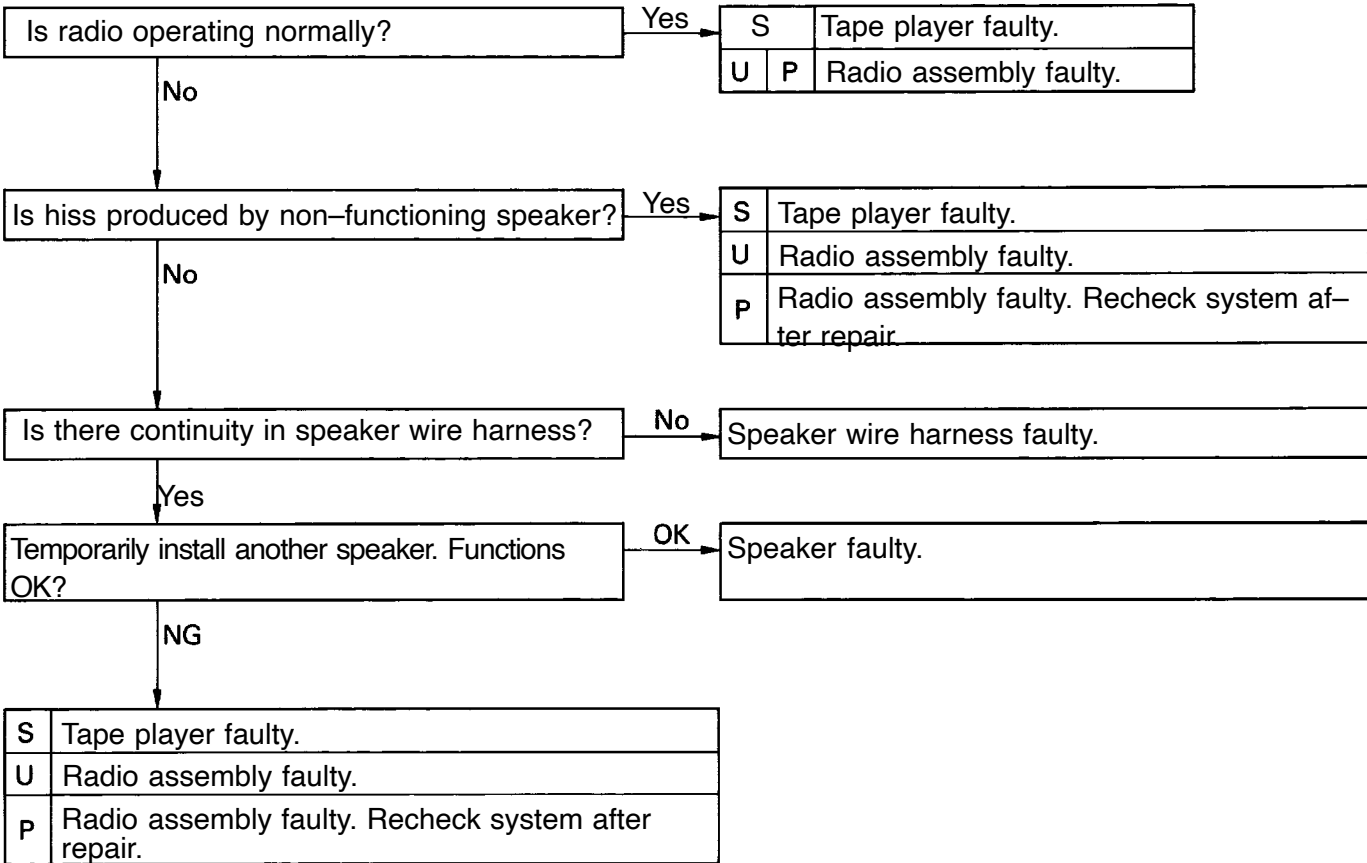 Is radio operating normally?
Yes
S Tape player faulty.
U P Radio assembly faulty.
No
Is hiss produced by non–functioning speaker?
Yes
S Tape player faulty.
U Radio assembly faulty.
P Radio assembly faulty. Recheck system af–
ter repair.
No
Is there continuity in speaker wire harness?
No
Speaker wire harness faulty.
Yes
Temporarily install another speaker. Functions
OK?
OK
Speaker faulty.
NG
S Tape player faulty.
U Radio assembly faulty.
P Radio assembly faulty. Recheck system after
repair.